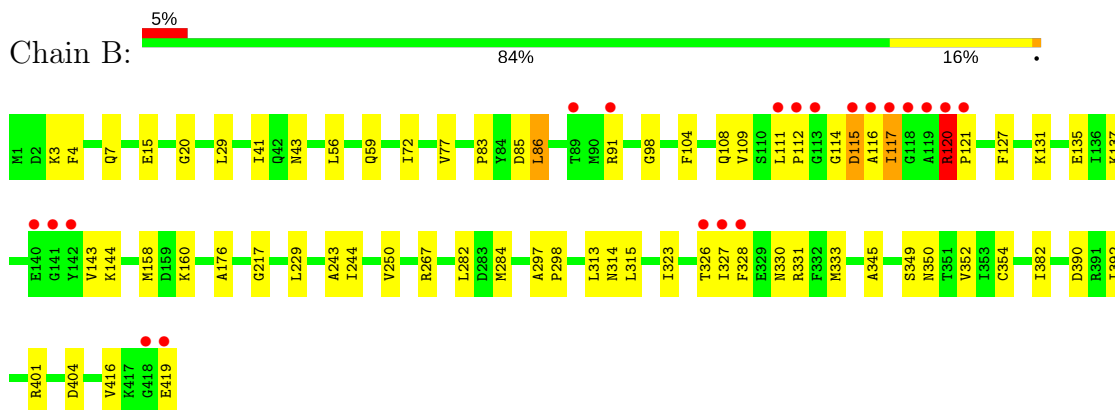 5%
Chain B:
84% 16% •
M1 D2 K3 F4 Q7 E15 G20 L29 I41 Q42 N43 L56 Q59 I72 V77 P83 Y84 D85 L86 T89 M90 R91 G98 F104 Q108 V109 S110 L111 P112 G113 G114 D115 A116 I117 G118 A119 R120 P121 F127 K131 E135 I136 K137
E140 G141 Y142 V143 K144 M158 D159 K160 A176 G217 L229 A243 I244 V250 R267 L282 D283 M284 A297 P298 L313 N314 L315 I323 T326 I327 F328 E329 N330 R331 F332 M333 A345 S349 N350 T351 V352 I353 C354 I382 D390 R391
R401 D404 V416 K417 G418 E419